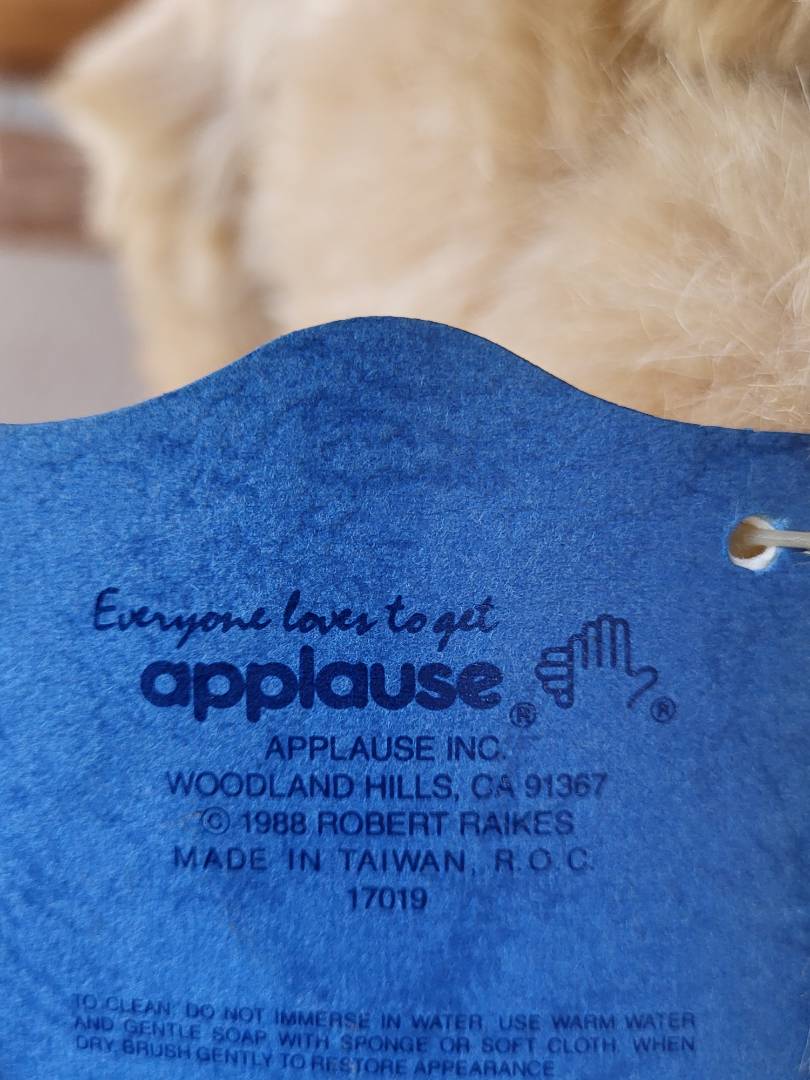 Everyone loves to get
applause ® ®
APPLAUSE INC.
WOODLAND HILLS, CA 91367
© 1988 ROBERT RAIKES
MADE IN TAIWAN, R.O.C.
17019
TO CLEAN: DO NOT IMMERSE IN WATER. USE WARM WATER
AND GENTLE SOAP WITH SPONGE OR SOFT CLOTH. WHEN
DRY, BRUSH GENTLY TO RESTORE APPEARANCE.